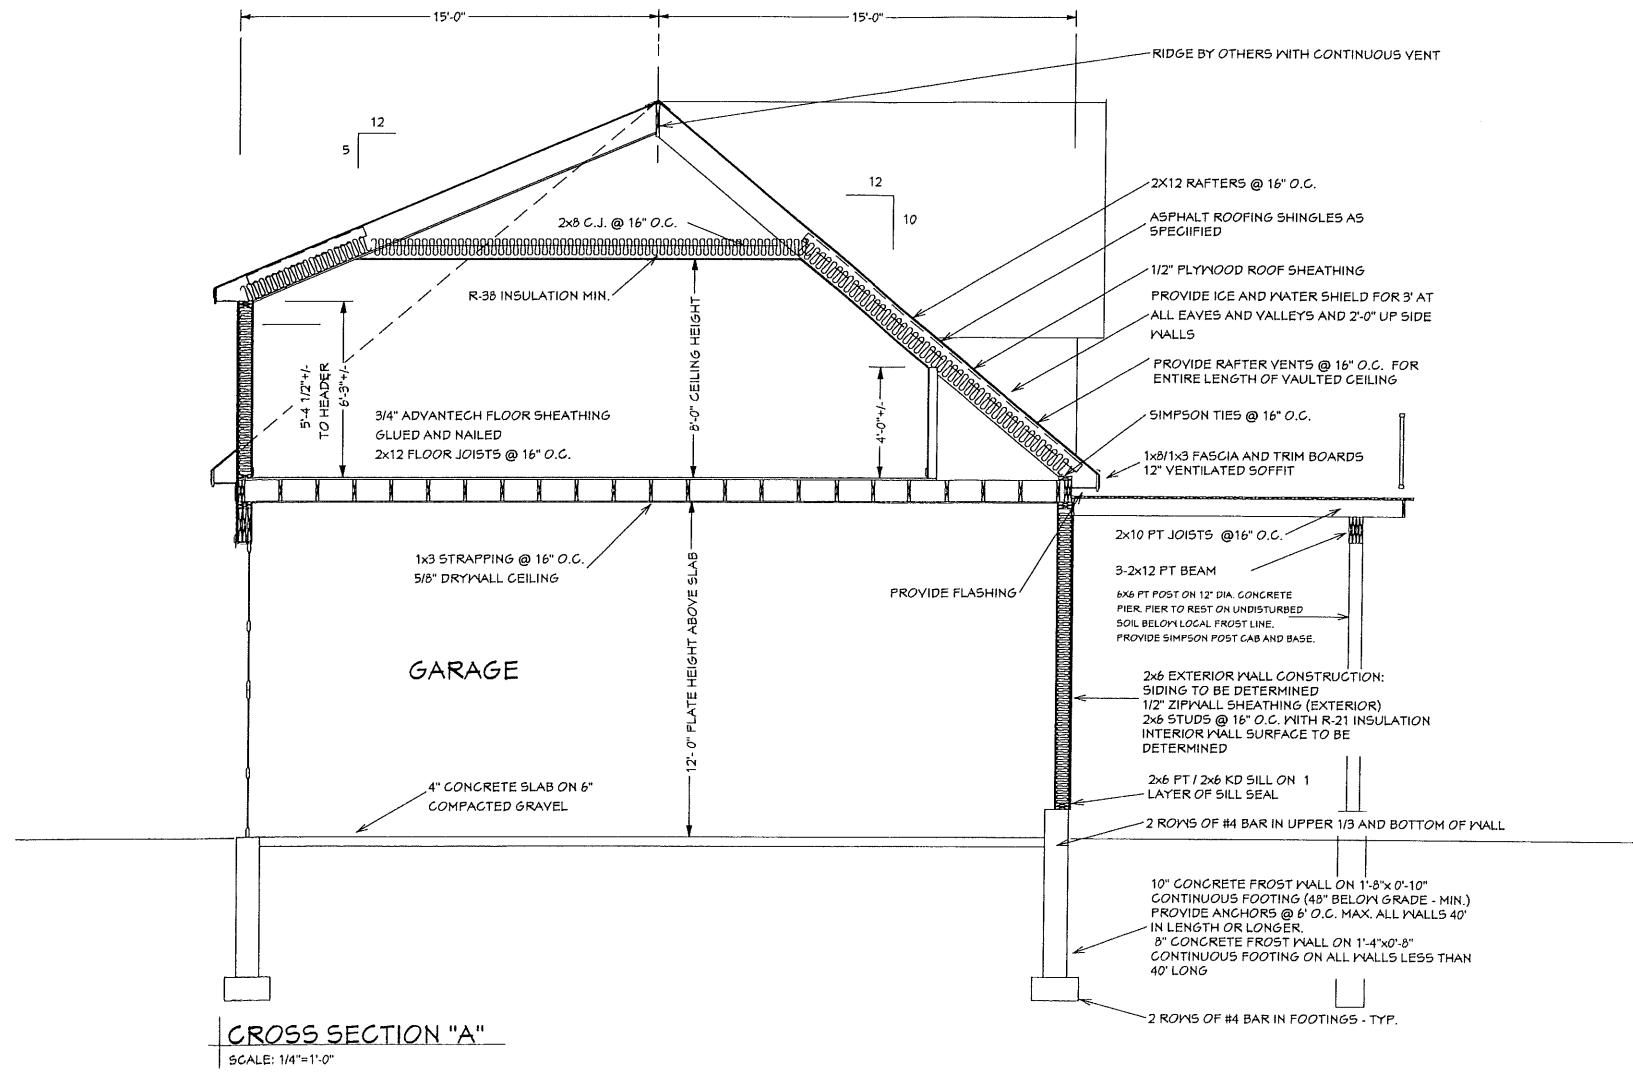 15'-0"
15'-0"
RIDGE BY OTHERS WITH CONTINUOUS VENT
12
5
12
10
2X12 RAFTERS @ 16" O.C.
ASPHALT ROOFING SHINGLES AS
SPECIIFIED
2x8 C.J. @ 16" O.C.
1/2" PLYWOOD ROOF SHEATHING
R-38 INSULATION MIN.
PROVIDE ICE AND WATER SHIELD FOR 3' AT
ALL EAVES AND VALLEYS AND 2'-0" UP SIDE
WALLS
PROVIDE RAFTER VENTS @ 16" O.C. FOR
ENTIRE LENGTH OF VAULTED CEILING
5'-4 1/2"+/-
TO HEADER
6'-3"+/-
8'-0" CEILING HEIGHT
4'-0"+/-
3/4" ADVANTECH FLOOR SHEATHING
GLUED AND NAILED
2x12 FLOOR JOISTS @ 16" O.C.
SIMPSON TIES @ 16" O.C.
1x8/1x3 FASCIA AND TRIM BOARDS
12" VENTILATED SOFFIT
2x10 PT JOISTS @16" O.C.
1x3 STRAPPING @ 16" O.C.
5/8" DRYWALL CEILING
12'- 0" PLATE HEIGHT ABOVE SLAB
PROVIDE FLASHING
3-2x12 PT BEAM
6X6 PT POST ON 12" DIA. CONCRETE
PIER. PIER TO REST ON UNDISTURBED
SOIL BELOW LOCAL FROST LINE.
PROVIDE SIMPSON POST CAB AND BASE.
GARAGE
2x6 EXTERIOR WALL CONSTRUCTION:
SIDING TO BE DETERMINED
1/2" ZIPWALL SHEATHING (EXTERIOR)
2x6 STUDS @ 16" O.C. WITH R-21 INSULATION
INTERIOR WALL SURFACE TO BE
DETERMINED
4" CONCRETE SLAB ON 6"
COMPACTED GRAVEL
2x6 PT / 2x6 KD SILL ON 1
LAYER OF SILL SEAL
2 ROWS OF #4 BAR IN UPPER 1/3 AND BOTTOM OF WALL
10" CONCRETE FROST WALL ON 1'-8"x 0'-10"
CONTINUOUS FOOTING (48" BELOW GRADE - MIN.)
PROVIDE ANCHORS @ 6' O.C. MAX. ALL WALLS 40'
IN LENGTH OR LONGER.
8" CONCRETE FROST WALL ON 1'-4"x0'-8"
CONTINUOUS FOOTING ON ALL WALLS LESS THAN
40' LONG
2 ROWS OF #4 BAR IN FOOTINGS - TYP.
CROSS SECTION "A"
SCALE: 1/4"=1'-0"